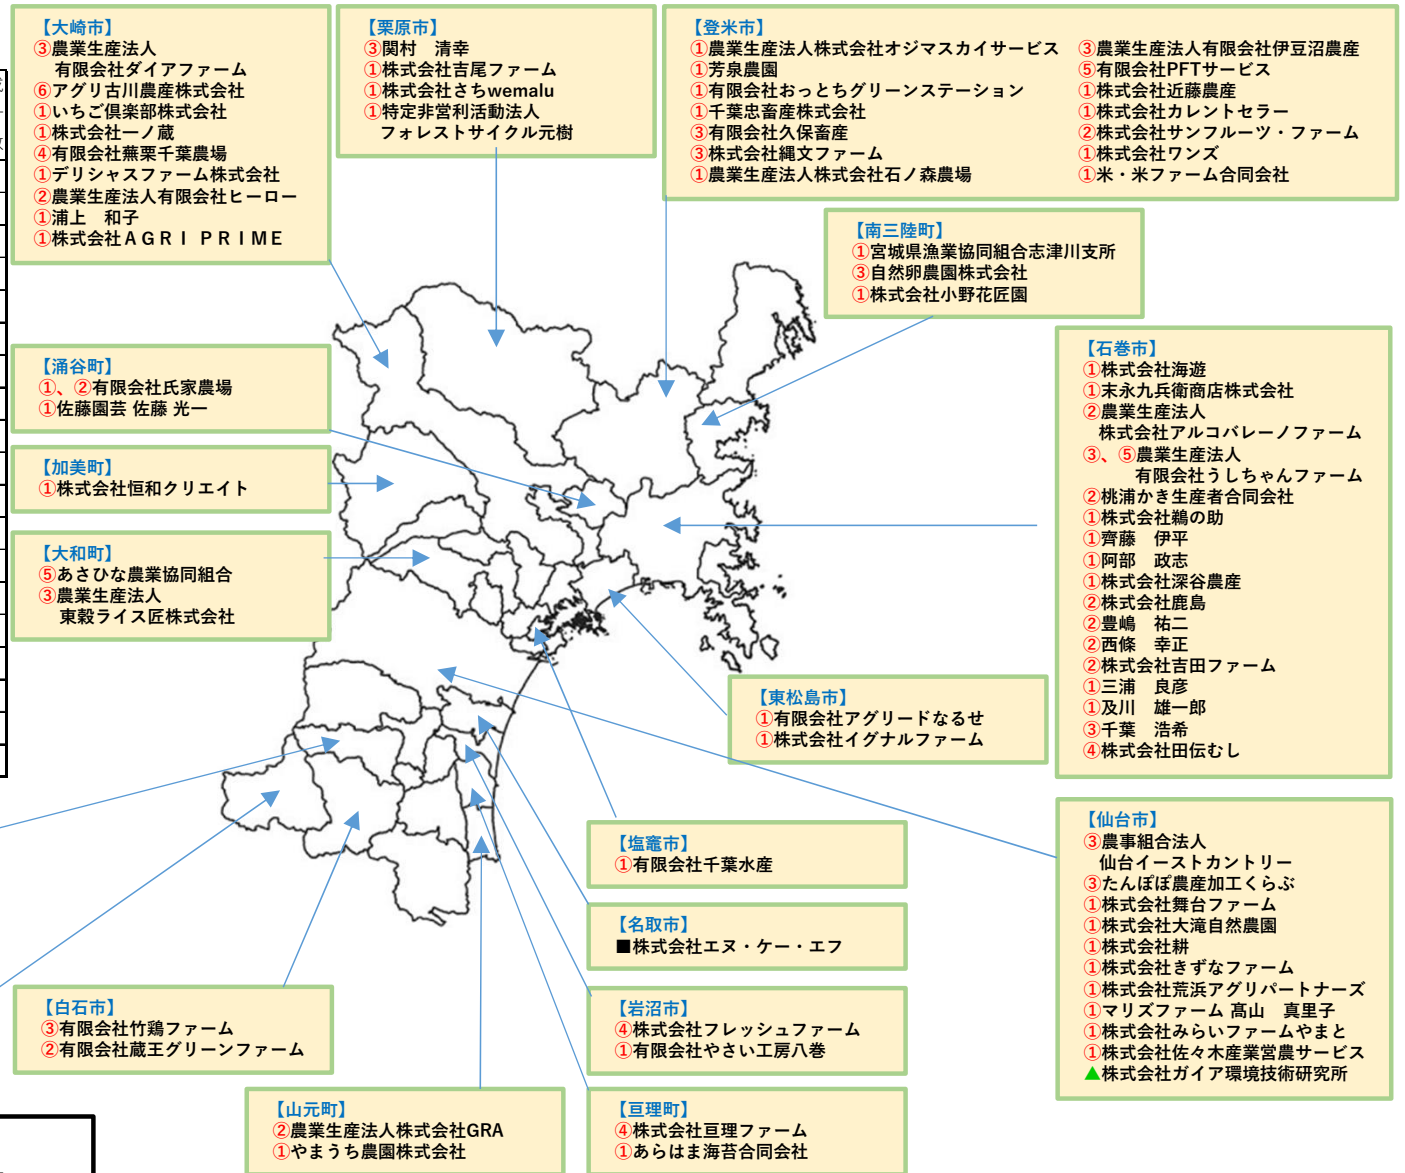 【大崎市】
③農業生産法人
有限会社ダイアファーム
⑥アグリ古川農産株式会社
①いちご倶楽部株式会社
①株式会社一ノ蔵
④有限会社蕪栗千葉農場
①デリシャスファーム株式会社
②農業生産法人有限会社ヒーロー
①浦上　和子
①株式会社ＡＧＲＩ ＰＲＩＭＥ
【栗原市】
③関村　清幸
①株式会社吉尾ファーム
①株式会社さちwemalu
①特定非営利活動法人
フォレストサイクル元樹
【登米市】
①農業生産法人株式会社オジマスカイサービス
①芳泉農園
①有限会社おっとちグリーンステーション
①千葉忠畜産株式会社
③有限会社久保畜産
③株式会社縄文ファーム
①農業生産法人株式会社石ノ森農場
③農業生産法人有限会社伊豆沼農産
⑤有限会社PFTサービス
①株式会社近藤農産
①株式会社カレントセラー
②株式会社サンフルーツ・ファーム
①株式会社ワンズ
①米・米ファーム合同会社
【南三陸町】
①宮城県漁業協同組合志津川支所
③自然卵農園株式会社
①株式会社小野花匠園
【涌谷町】
①、②有限会社氏家農場
①佐藤園芸 佐藤 光一
【加美町】
①株式会社恒和クリエイト
【大和町】
⑤あさひな農業協同組合
③農業生産法人
東穀ライス匠株式会社
【石巻市】
①株式会社海遊
①末永九兵衛商店株式会社
②農業生産法人
株式会社アルコバレーノファーム
③、⑤農業生産法人
有限会社うしちゃんファーム
②桃浦かき生産者合同会社
①株式会社鵜の助
①齊藤　伊平
①阿部　政志
①株式会社深谷農産
②株式会社鹿島
②豊嶋　祐二
②西條　幸正
②株式会社吉田ファーム
①三浦　良彦
①及川　雄一郎
③千葉　浩希
④株式会社田伝むし
【東松島市】
①有限会社アグリードなるせ
①株式会社イグナルファーム
【塩竈市】
①有限会社千葉水産
【名取市】
■株式会社エヌ・ケー・エフ
【岩沼市】
④株式会社フレッシュファーム
①有限会社やさい工房八巻
【亘理町】
④株式会社亘理ファーム
①あらはま海苔合同会社
【仙台市】
③農事組合法人
仙台イーストカントリー
③たんぽぽ農産加工くらぶ
①株式会社舞台ファーム
①株式会社大滝自然農園
①株式会社耕
①株式会社きずなファーム
①株式会社荒浜アグリパートナーズ
①マリズファーム 髙山　真里子
①株式会社みらいファームやまと
①株式会社佐々木産業営農サービス
▲株式会社ガイア環境技術研究所
【白石市】
③有限会社竹鶏ファーム
②有限会社蔵王グリーンファーム
【山元町】
②農業生産法人株式会社GRA
①やまうち農園株式会社